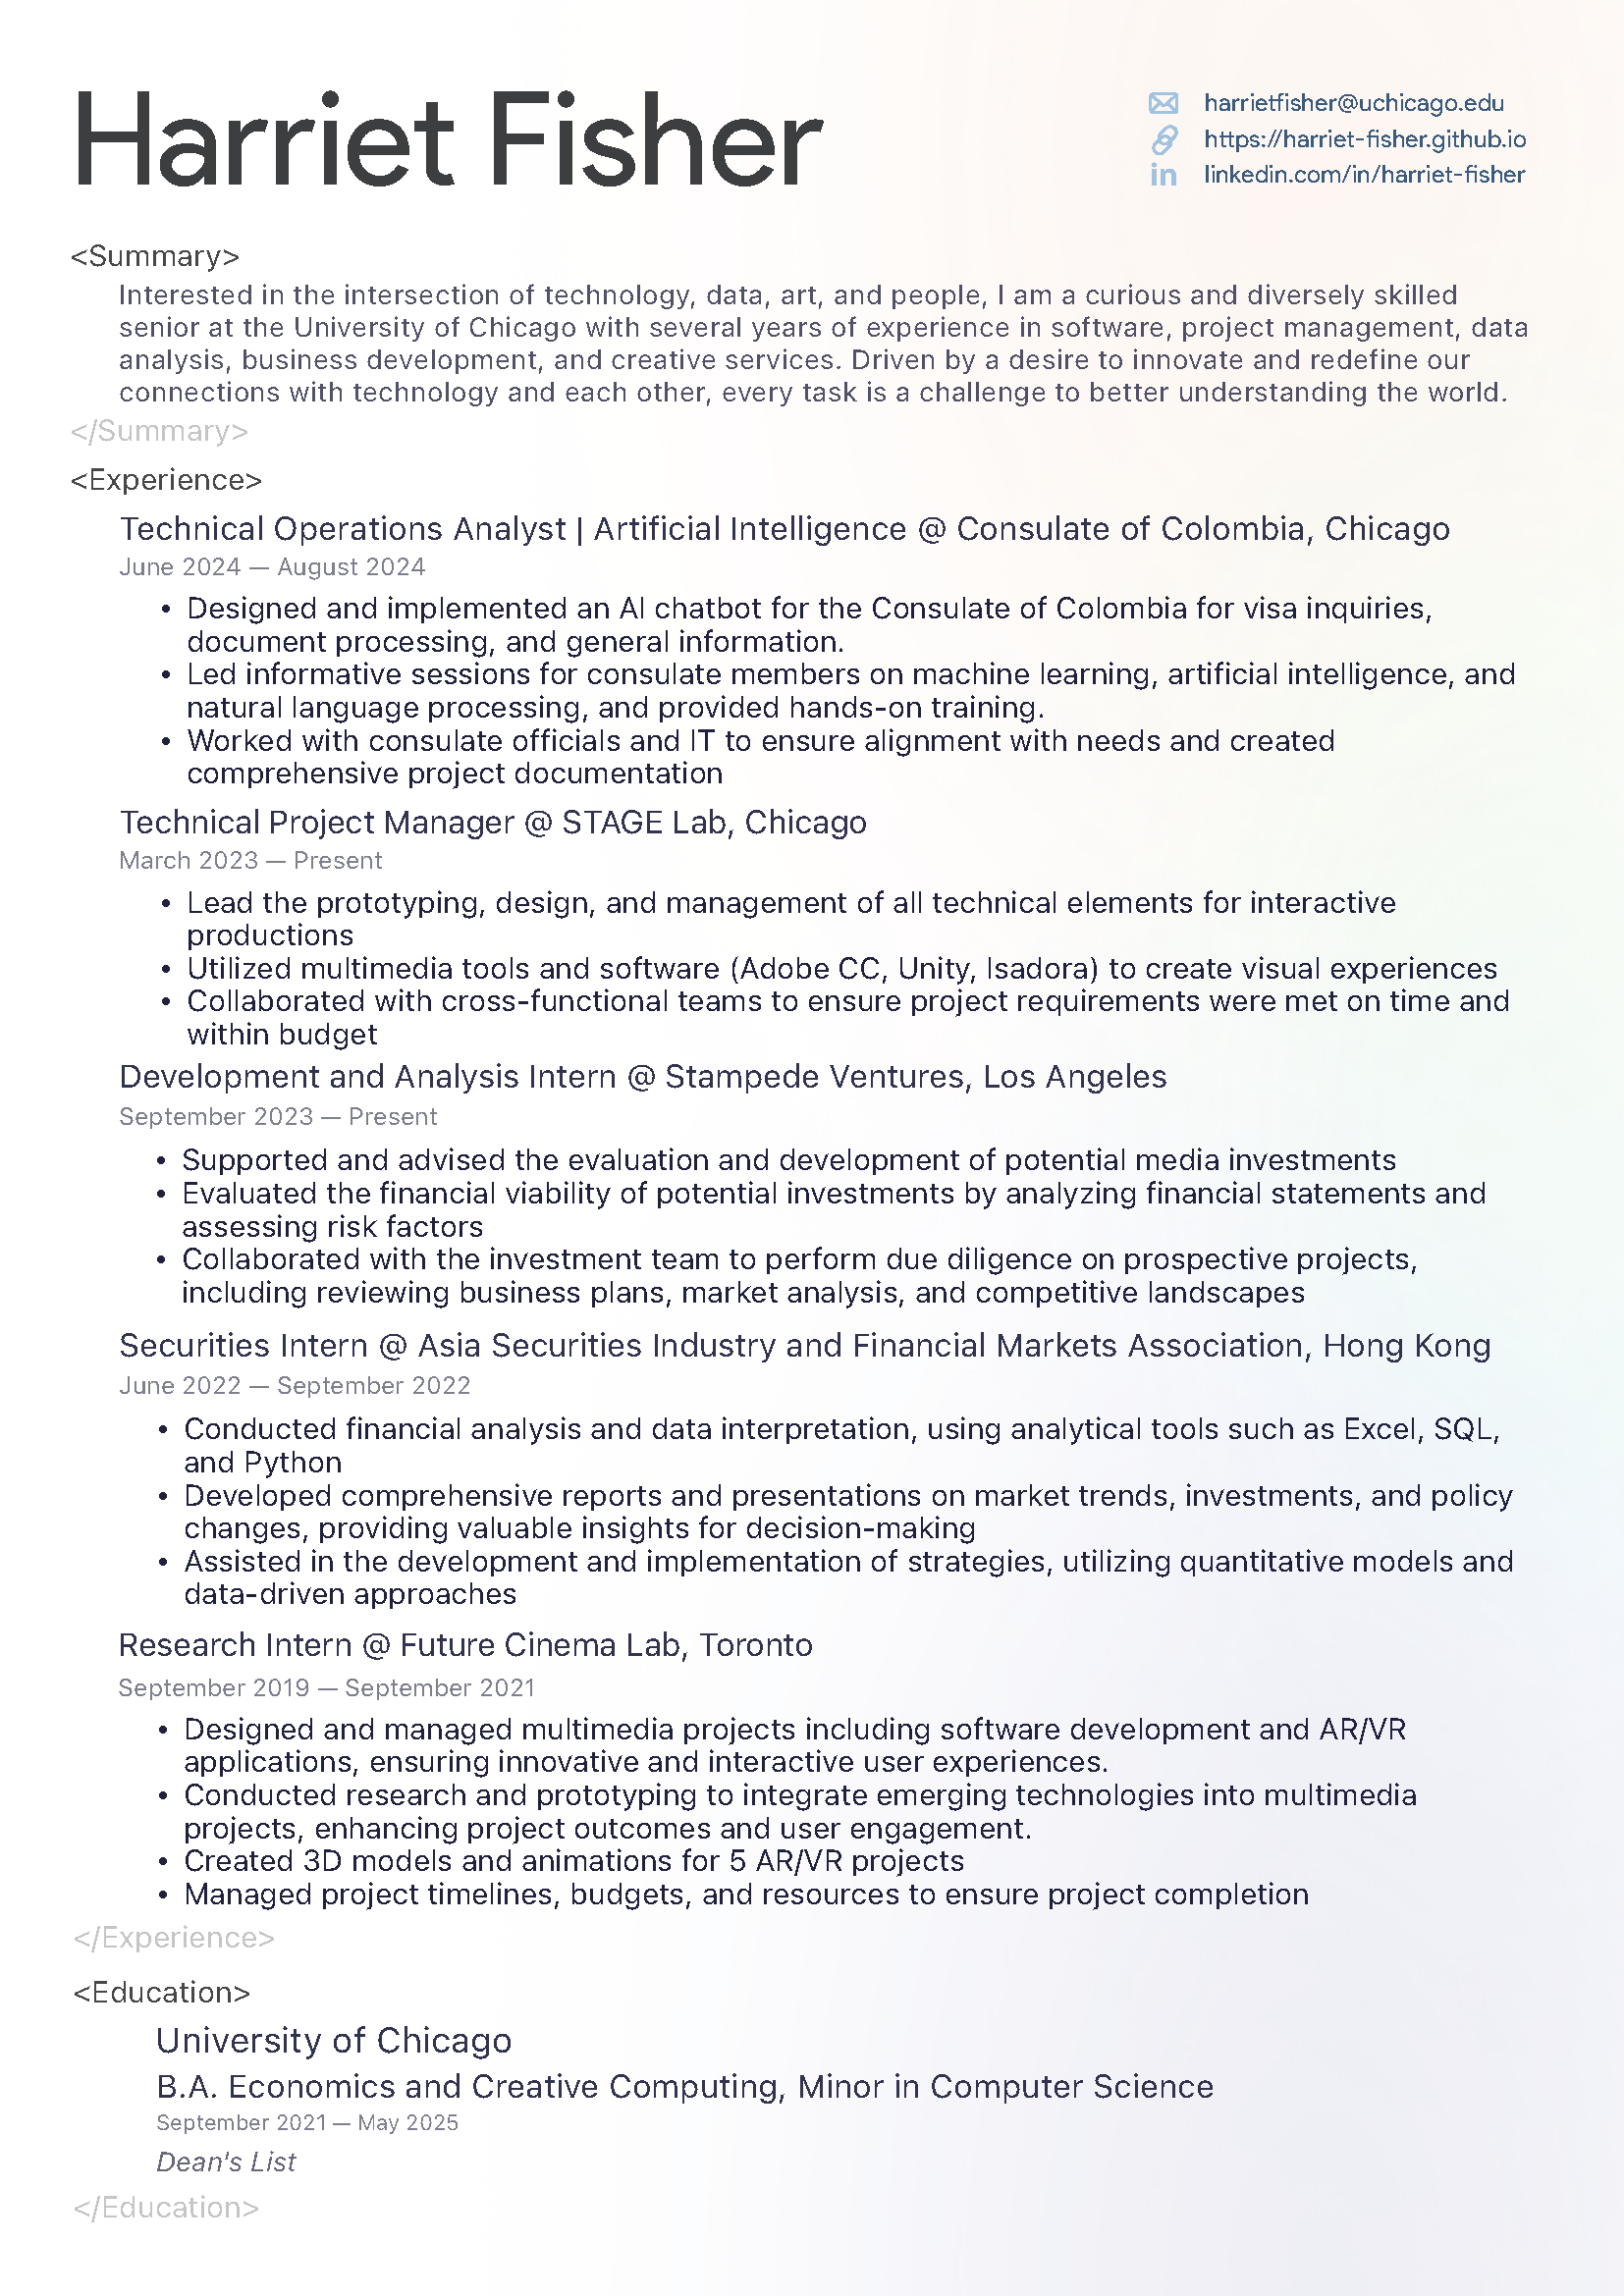 Harriet Fisher
harrietfisher@uchicago.edu
https://harriet-fisher.github.io
linkedin.com/in/harriet-fisher
<Summary>
Interested in the intersection of technology, data, art, and people, I am a curious and diversely skilled
senior at the University of Chicago with several years of experience in software, project management, data
analysis, business development, and creative services. Driven by a desire to innovate and redefine our
connections with technology and each other, every task is a challenge to better understanding the world.
</Summary>
<Experience>
Technical Operations Analyst | Artificial Intelligence @ Consulate of Colombia, Chicago
June 2024 — August 2024
• Designed and implemented an AI chatbot for the Consulate of Colombia for visa inquiries,
document processing, and general information.
• Led informative sessions for consulate members on machine learning, artificial intelligence, and
natural language processing, and provided hands-on training.
• Worked with consulate officials and IT to ensure alignment with needs and created
comprehensive project documentation
Technical Project Manager @ STAGE Lab, Chicago
March 2023 — Present
• Lead the prototyping, design, and management of all technical elements for interactive
productions
• Utilized multimedia tools and software (Adobe CC, Unity, Isadora) to create visual experiences
• Collaborated with cross-functional teams to ensure project requirements were met on time and
within budget
Development and Analysis Intern @ Stampede Ventures, Los Angeles
September 2023 — Present
• Supported and advised the evaluation and development of potential media investments
• Evaluated the financial viability of potential investments by analyzing financial statements and
assessing risk factors
• Collaborated with the investment team to perform due diligence on prospective projects,
including reviewing business plans, market analysis, and competitive landscapes
Securities Intern @ Asia Securities Industry and Financial Markets Association, Hong Kong
June 2022 — September 2022
• Conducted financial analysis and data interpretation, using analytical tools such as Excel, SQL,
and Python
• Developed comprehensive reports and presentations on market trends, investments, and policy
changes, providing valuable insights for decision-making
• Assisted in the development and implementation of strategies, utilizing quantitative models and
data-driven approaches
Research Intern @ Future Cinema Lab, Toronto
September 2019 — September 2021
• Designed and managed multimedia projects including software development and AR/VR
applications, ensuring innovative and interactive user experiences.
• Conducted research and prototyping to integrate emerging technologies into multimedia
projects, enhancing project outcomes and user engagement.
• Created 3D models and animations for 5 AR/VR projects
• Managed project timelines, budgets, and resources to ensure project completion
</Experience>
<Education>
University of Chicago
B.A. Economics and Creative Computing, Minor in Computer Science
September 2021 — May 2025
Dean's List
</Education>